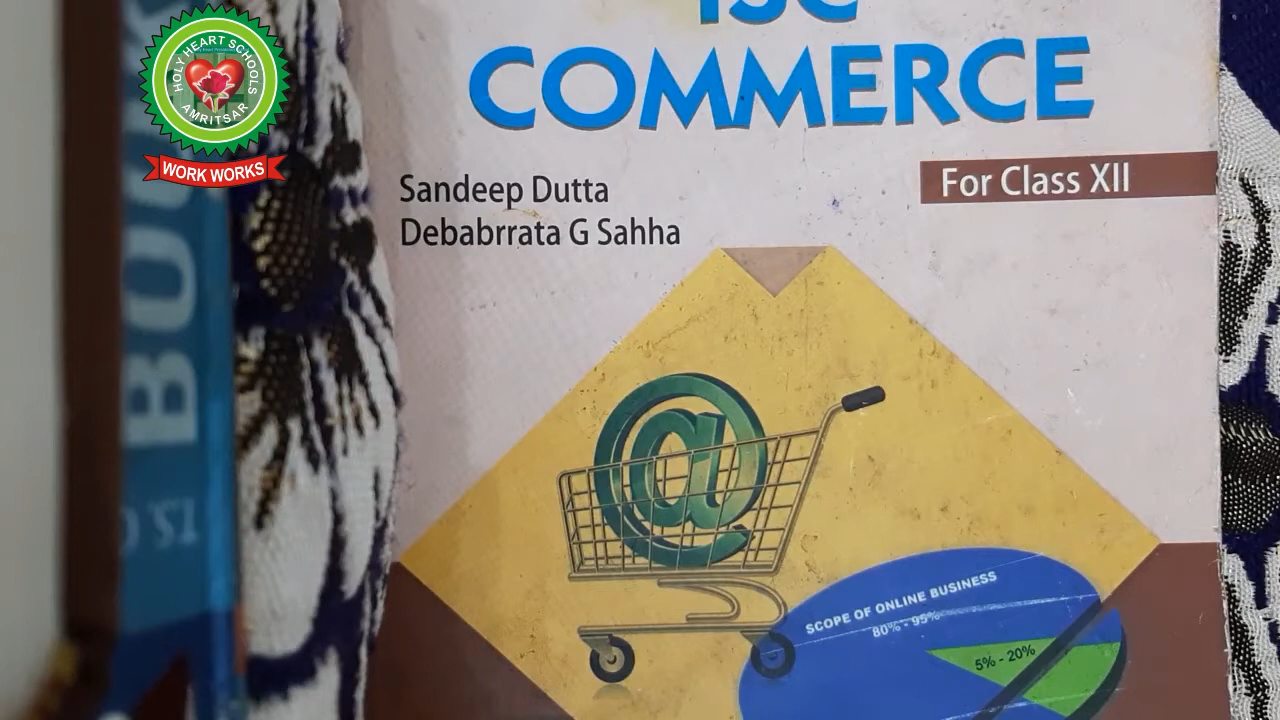 HOLY HEART SCHOOLS
AMRITSAR
WORK WORKS
ISC
COMMERCE
For Class XII
Sandeep Dutta
Debabrrata G Sahha
@
SCOPE OF ONLINE BUSINESS
80% - 95%
5% - 20%